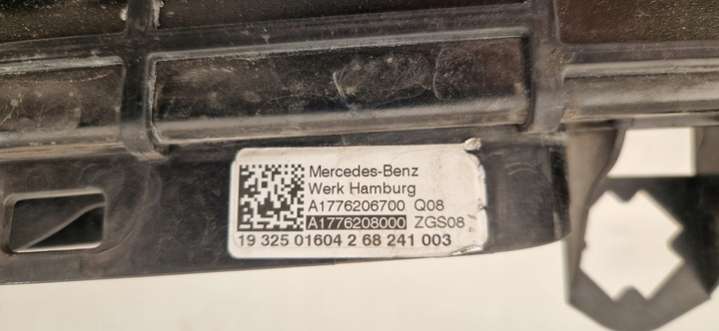 Mercedes-Benz
Werk Hamburg
A1776206700 Q08
A1776208000 ZGS08
19 325 01604 2 68 241 003